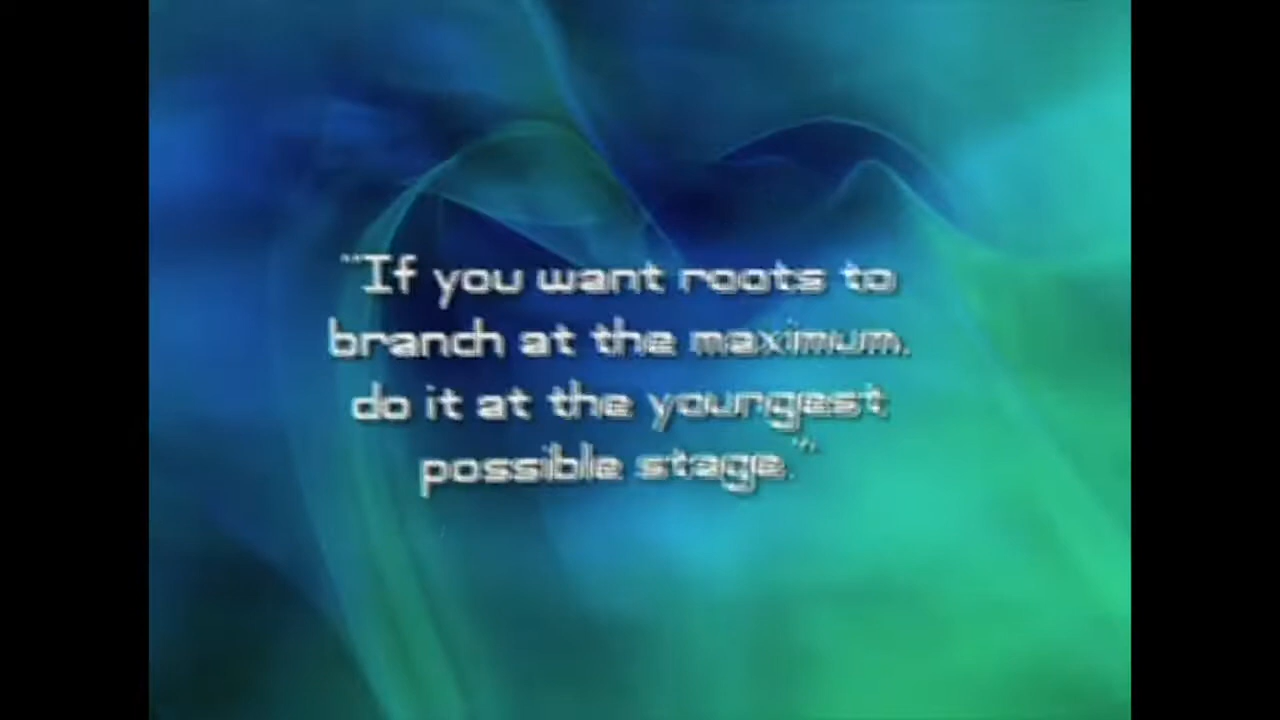 "If you want roots to
branch at the maximum,
do it at the youngest
possible stage."